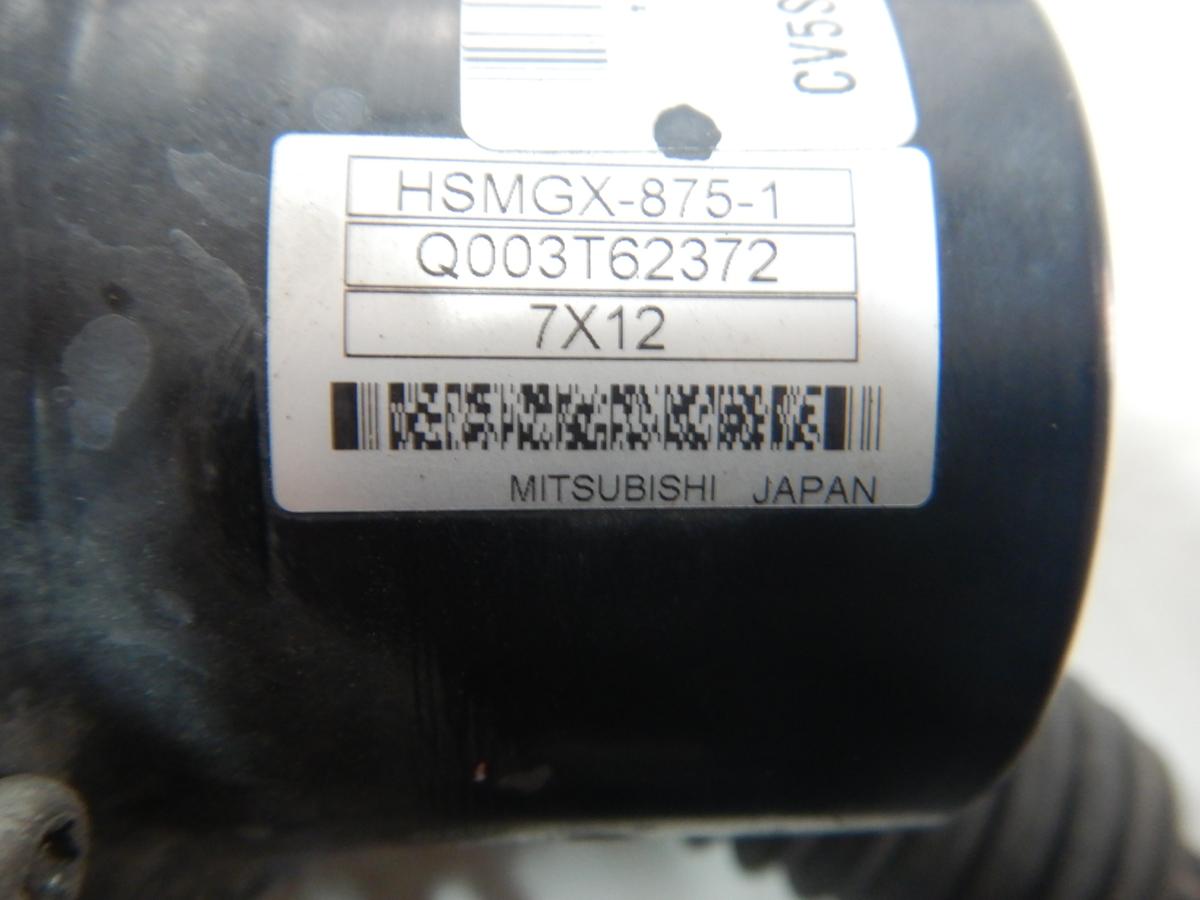 CV5S
HSMGX-875-1
Q003T62372
7X12
MITSUBISHI JAPAN